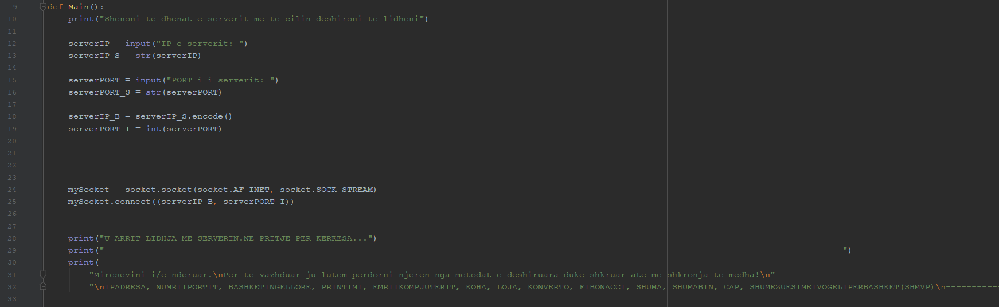 9 def Main():
10 print("Shenoni te dhenat e serverit me te cilin deshironi te lidheni")
11
12 serverIP = input("IP e serverit: ")
13 serverIP_S = str(serverIP)
14
15 serverPORT = input("PORT-i i serverit: ")
16 serverPORT_S = str(serverPORT)
17
18 serverIP_B = serverIP_S.encode()
19 serverPORT_I = int(serverPORT)
20
21
22
23
24 mySocket = socket.socket(socket.AF_INET, socket.SOCK_STREAM)
25 mySocket.connect((serverIP_B, serverPORT_I))
26
27
28 print("U ARRIT LIDHJA ME SERVERIN.NE PRITJE PER KERKESA...")
29 print("-----------------------------------------------------------------------------------------------------------------------------------------------")
30 print(
31 "Miresevini i/e nderuar.\nPer te vazhduar ju lutem perdorni njeren nga metodat e deshiruara duke shkruar ate me shkronja te medha!\n"
32 "\nIPADRESA, NUMRIIPORTIT, BASHKETINGELLORE, PRINTIMI, EMRIIKOMPJUTERIT, KOHA, LOJA, KONVERTO, FIBONACCI, SHUMA, SHUMABIN, CAP, SHUMEZUESIMEIVOGELIPERBASHKET(SHMVP)\n-----------
33